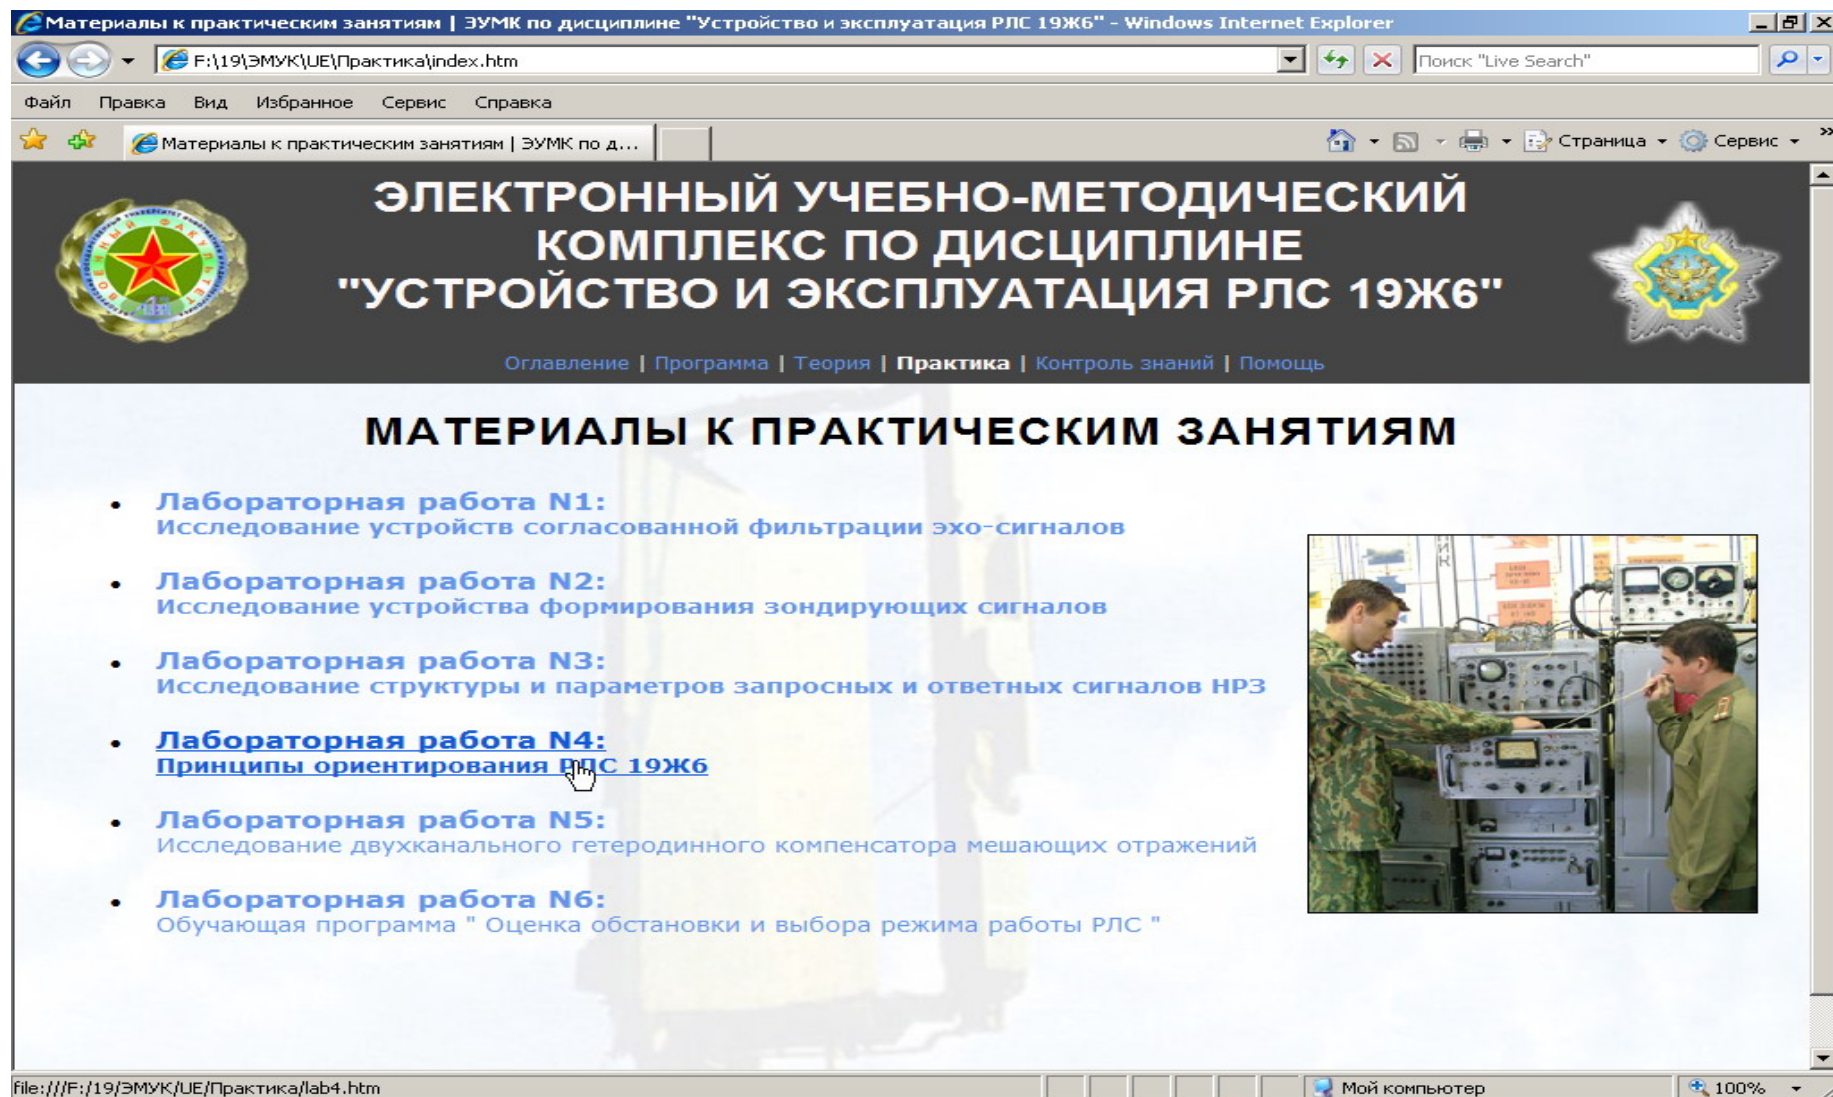 Материалы к практическим занятиям | ЭУМК по дисциплине "Устройство и эксплуатация РЛС 19Ж6" - Windows Internet Explorer
F:\19\ЭМУК\UE\Практика\index.htm
Поиск "Live Search"
Файл Правка Вид Избранное Сервис Справка
Материалы к практическим занятиям | ЭУМК по д...
Страница Сервис
ЭЛЕКТРОННЫЙ УЧЕБНО-МЕТОДИЧЕСКИЙ
КОМПЛЕКС ПО ДИСЦИПЛИНЕ
"УСТРОЙСТВО И ЭКСПЛУАТАЦИЯ РЛС 19Ж6"
Оглавление | Программа | Теория | Практика | Контроль знаний | Помощь
МАТЕРИАЛЫ К ПРАКТИЧЕСКИМ ЗАНЯТИЯМ
• Лабораторная работа N1:
Исследование устройств согласованной фильтрации эхо-сигналов
• Лабораторная работа N2:
Исследование устройства формирования зондирующих сигналов
• Лабораторная работа N3:
Исследование структуры и параметров запросных и ответных сигналов НРЗ
• Лабораторная работа N4:
Принципы ориентирования РЛС 19Ж6
• Лабораторная работа N5:
Исследование двухканального гетеродинного компенсатора мешающих отражений
• Лабораторная работа N6:
Обучающая программа " Оценка обстановки и выбора режима работы РЛС "
file:///F:/19/ЭМУК/UE/Практика/lab4.htm
Мой компьютер
100%